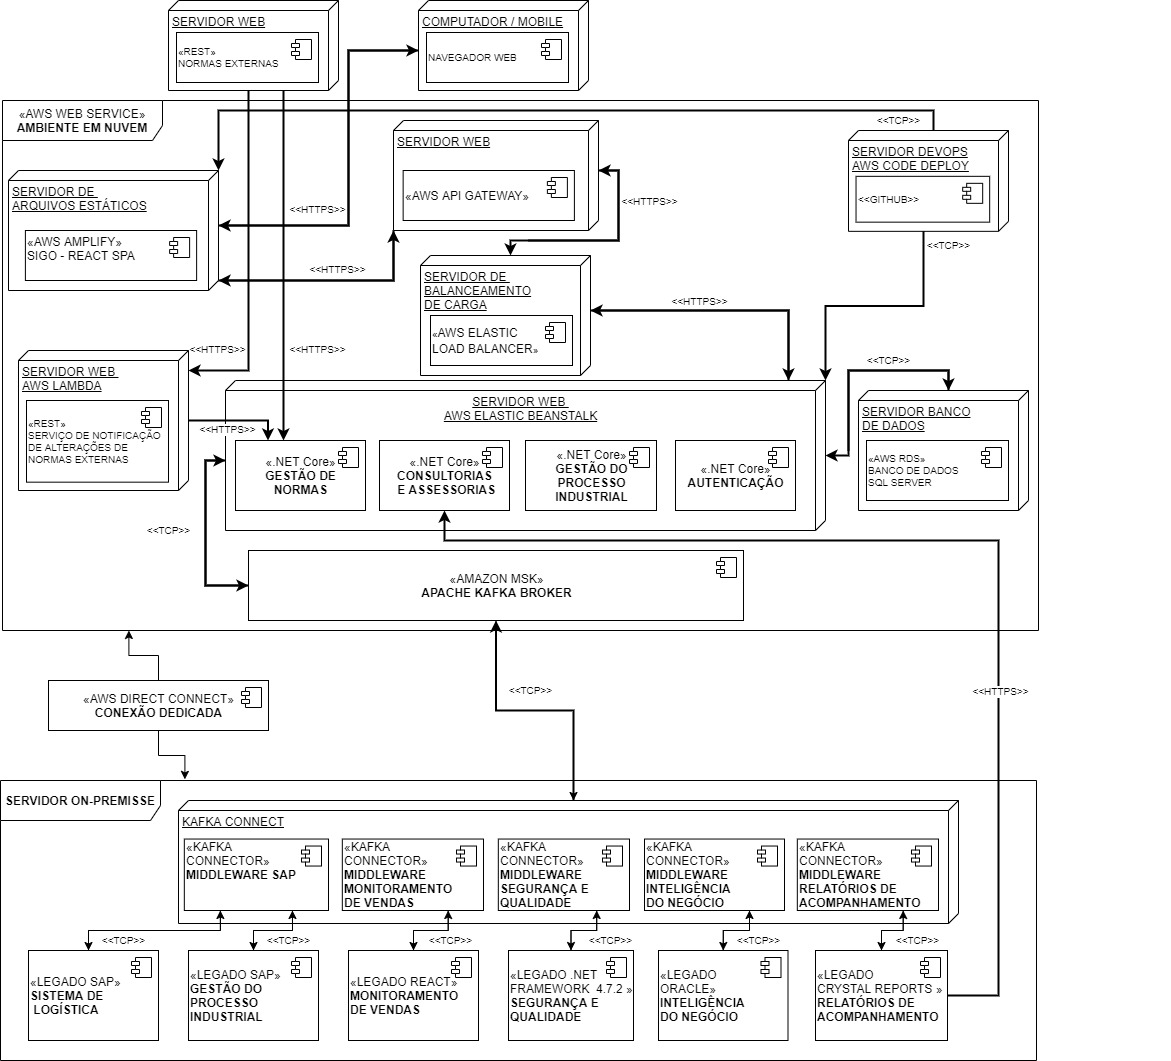 SERVIDOR WEB
«REST»
NORMAS EXTERNAS
COMPUTADOR / MOBILE
NAVEGADOR WEB
«AWS WEB SERVICE»
AMBIENTE EM NUVEM
<<TCP>>
SERVIDOR WEB
«AWS API GATEWAY»
SERVIDOR DEVOPS
AWS CODE DEPLOY
<<GITHUB>>
SERVIDOR DE
ARQUIVOS ESTÁTICOS
«AWS AMPLIFY»
SIGO - REACT SPA
<<HTTPS>>
<<HTTPS>>
<<TCP>>
<<HTTPS>>
SERVIDOR DE
BALANCEAMENTO
DE CARGA
«AWS ELASTIC
LOAD BALANCER»
<<HTTPS>>
<<HTTPS>>
<<HTTPS>>
<<TCP>>
SERVIDOR WEB
AWS LAMBDA
«REST»
SERVIÇO DE NOTIFICAÇÃO
DE ALTERAÇÕES DE
NORMAS EXTERNAS
<<HTTPS>>
SERVIDOR WEB
AWS ELASTIC BEANSTALK
«.NET Core»
GESTÃO DE
NORMAS
«.NET Core»
CONSULTORIAS
E ASSESSORIAS
«.NET Core»
GESTÃO DO
PROCESSO
INDUSTRIAL
«.NET Core»
AUTENTICAÇÃO
SERVIDOR BANCO
DE DADOS
«AWS RDS»
BANCO DE DADOS
SQL SERVER
<<TCP>>
«AMAZON MSK»
APACHE KAFKA BROKER
«AWS DIRECT CONNECT»
CONEXÃO DEDICADA
<<TCP>>
<<HTTPS>>
SERVIDOR ON-PREMISSE
KAFKA CONNECT
«KAFKA
CONNECTOR»
MIDDLEWARE SAP
«KAFKA
CONNECTOR»
MIDDLEWARE
MONITORAMENTO
DE VENDAS
«KAFKA
CONNECTOR»
MIDDLEWARE
SEGURANÇA E
QUALIDADE
«KAFKA
CONNECTOR»
MIDDLEWARE
INTELIGÊNCIA
DO NEGÓCIO
«KAFKA
CONNECTOR»
MIDDLEWARE
RELATÓRIOS DE
ACOMPANHAMENTO
<<TCP>>
<<TCP>>
<<TCP>>
<<TCP>>
<<TCP>>
<<TCP>>
«LEGADO SAP»
SISTEMA DE
LOGÍSTICA
«LEGADO SAP»
GESTÃO DO
PROCESSO
INDUSTRIAL
«LEGADO REACT»
MONITORAMENTO
DE VENDAS
«LEGADO .NET
FRAMEWORK 4.7.2 »
SEGURANÇA E
QUALIDADE
«LEGADO
ORACLE»
INTELIGÊNCIA
DO NEGÓCIO
«LEGADO
CRYSTAL REPORTS »
RELATÓRIOS DE
ACOMPANHAMENTO